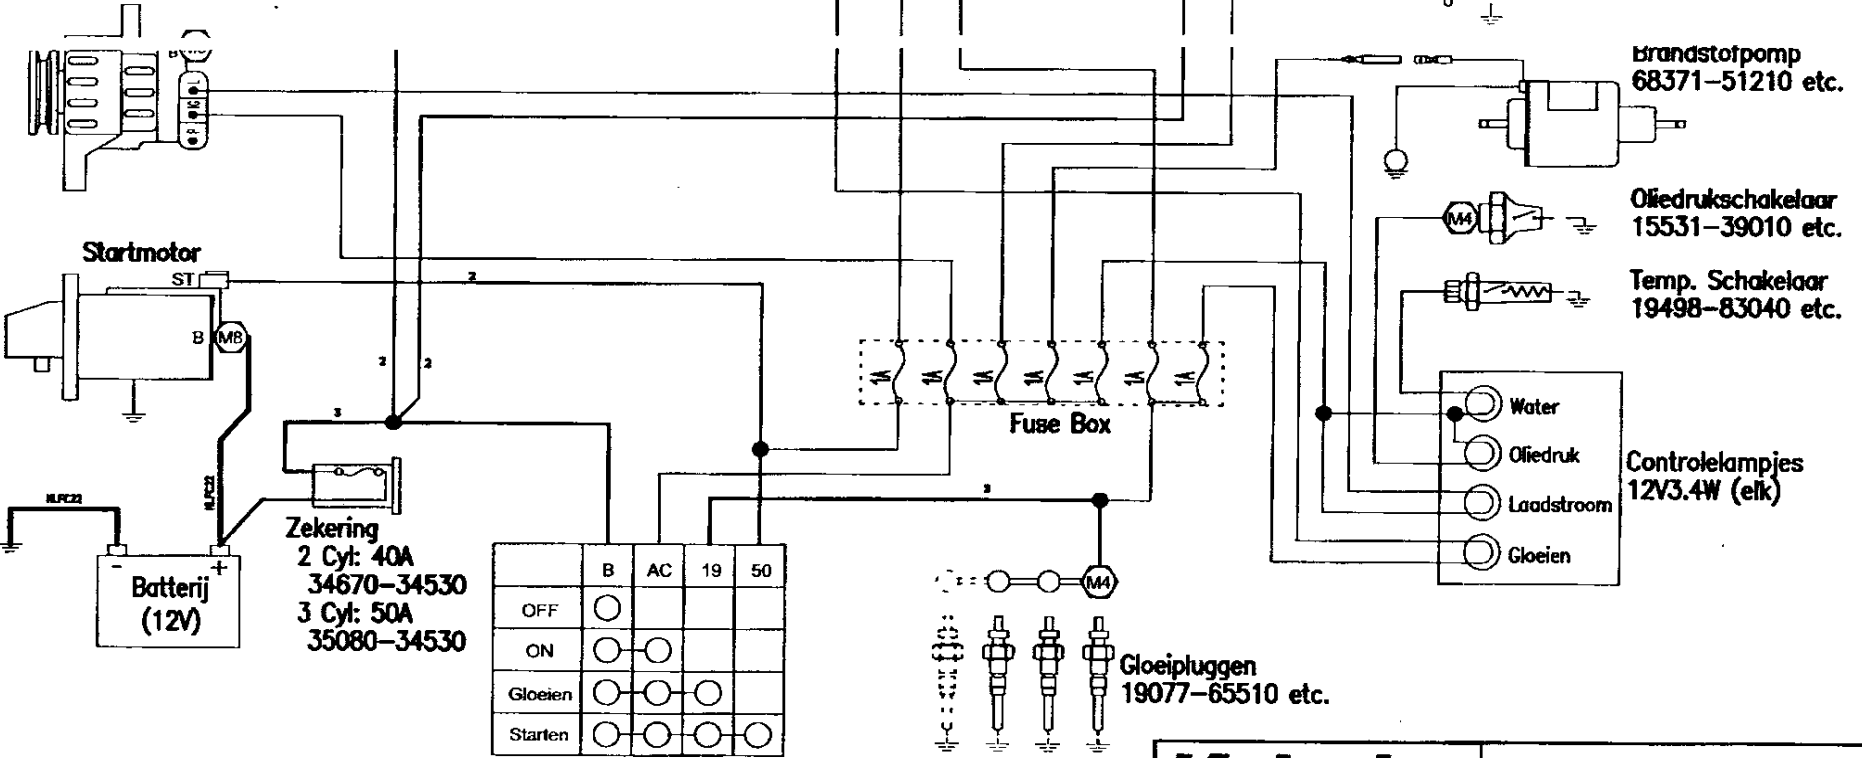 B
L
IG
P
Brandstofpomp
68371-51210 etc.
Oliedrukschakelaar
15531-39010 etc.
M4
Temp. Schakelaar
19498-83040 etc.
Startmotor
ST
B
M8
2
2
2
3
3
1A
1A
1A
1A
1A
1A
1A
Fuse Box
Water
Oliedruk
Laadstroom
Gloeien
Controlelampjes
12V3.4W (elk)
Zekering
2 Cyl: 40A
34670-34530
3 Cyl: 50A
35080-34530
- +
Batterij
(12V)
B AC 19 50
OFF
ON
Gloeien
Starten
M4
Gloeipluggen
19077-65510 etc.